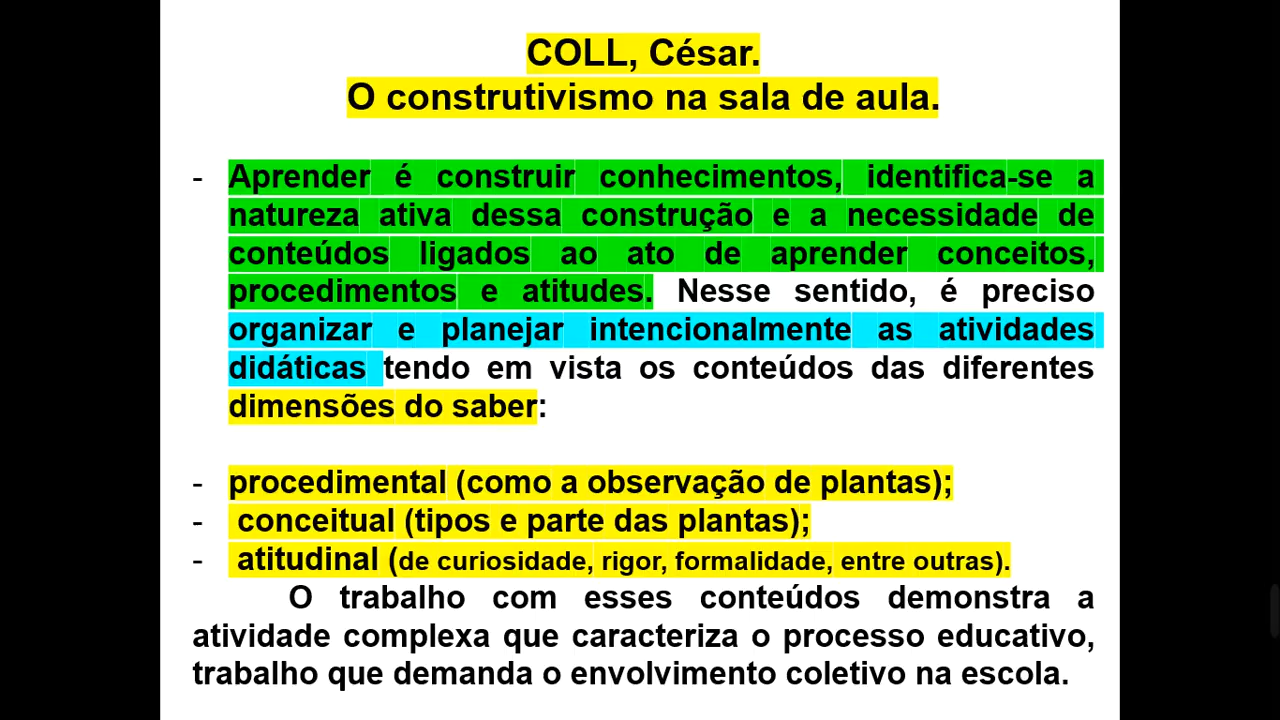 COLL, César.
O construtivismo na sala de aula.
- Aprender é construir conhecimentos, identifica-se a
natureza ativa dessa construção e a necessidade de
conteúdos ligados ao ato de aprender conceitos,
procedimentos e atitudes. Nesse sentido, é preciso
organizar e planejar intencionalmente as atividades
didáticas tendo em vista os conteúdos das diferentes
dimensões do saber:
- procedimental (como a observação de plantas);
- conceitual (tipos e parte das plantas);
- atitudinal (de curiosidade, rigor, formalidade, entre outras).
O trabalho com esses conteúdos demonstra a
atividade complexa que caracteriza o processo educativo,
trabalho que demanda o envolvimento coletivo na escola.